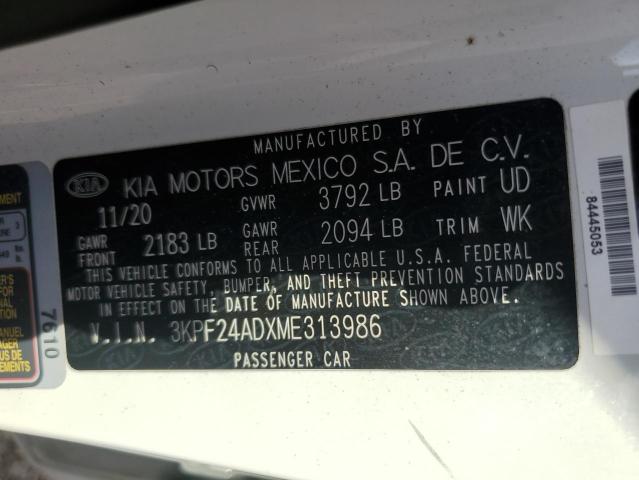 MANUFACTURED BY
KIA KIA MOTORS MEXICO S.A. DE C.V.
11/20 GVWR 3792 LB PAINT UD
GAWR FRONT 2183 LB GAWR REAR 2094 LB TRIM WK
THIS VEHICLE CONFORMS TO ALL APPLICABLE U.S.A. FEDERAL
MOTOR VEHICLE SAFETY, BUMPER, AND THEFT PREVENTION STANDARDS
IN EFFECT ON THE DATE OF MANUFACTURE SHOWN ABOVE.
V.I.N. 3KPF24ADXME313986
PASSENGER CAR
84445053
7610